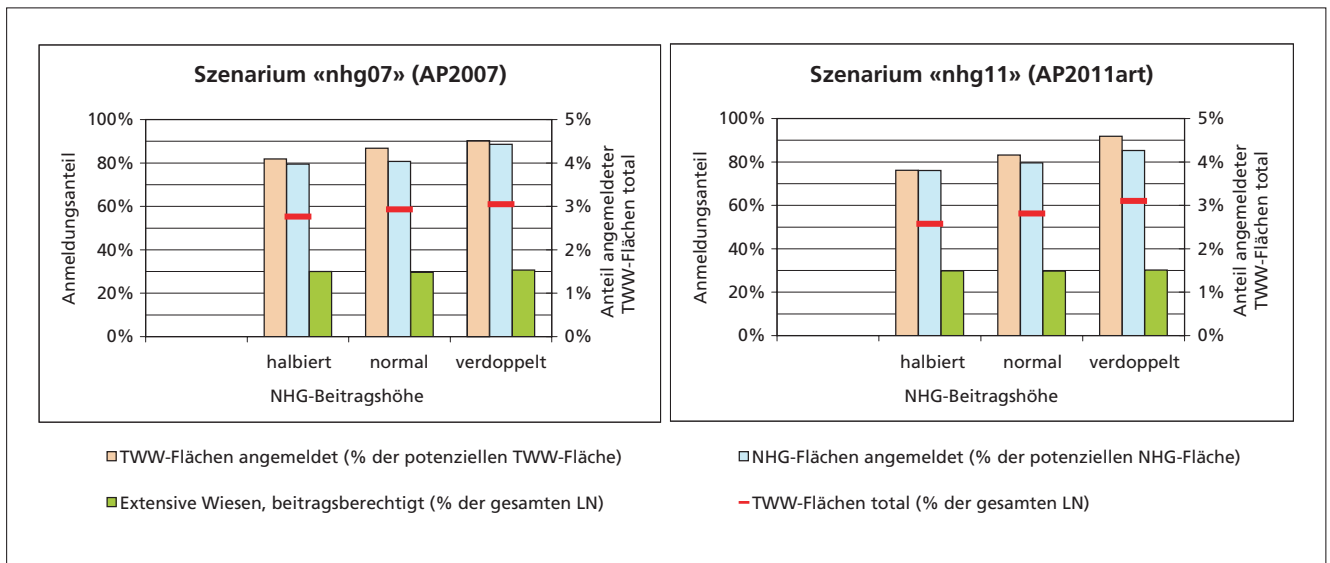 Szenarium «nhg07» (AP2007)
100%
80%
60%
40%
20%
0%
Anmeldungsanteil
5%
4%
3%
2%
1%
0%
Anteil angemeldeter
TWW-Flächen total
halbiert
normal
verdoppelt
NHG-Beitragshöhe
Szenarium «nhg11» (AP2011art)
100%
80%
60%
40%
20%
0%
Anmeldungsanteil
5%
4%
3%
2%
1%
0%
Anteil angemeldeter
TWW-Flächen total
halbiert
normal
verdoppelt
NHG-Beitragshöhe
TWW-Flächen angemeldet (% der potenziellen TWW-Fläche)
NHG-Flächen angemeldet (% der potenziellen NHG-Fläche)
Extensive Wiesen, beitragsberechtigt (% der gesamten LN)
TWW-Flächen total (% der gesamten LN)